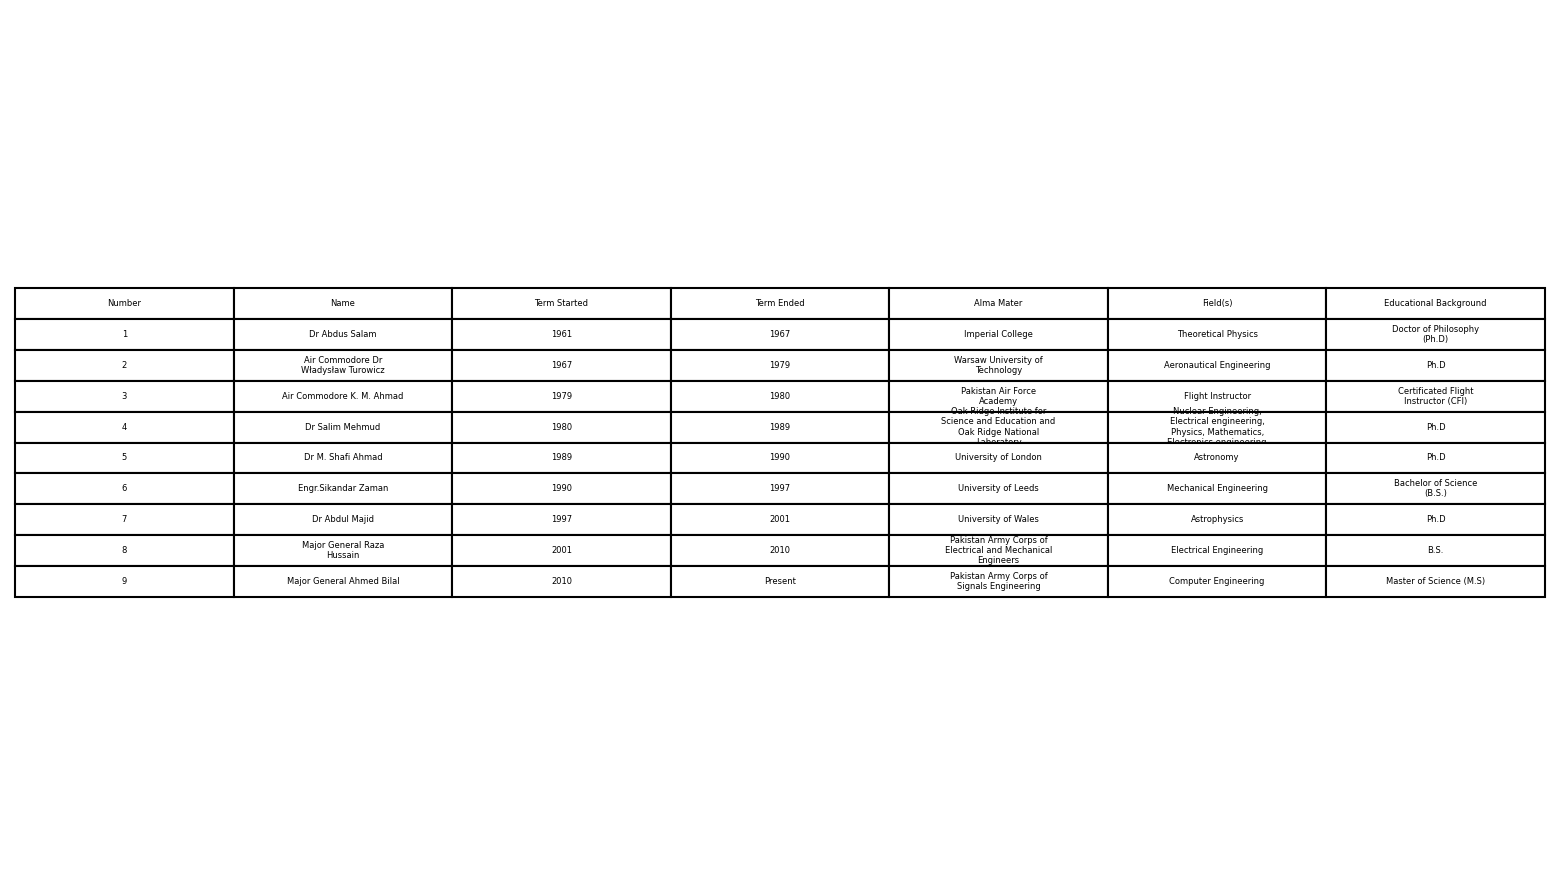 Number Name Term Started Term Ended Alma Mater Field(s) Educational Background
1 Dr Abdus Salam 1961 1967 Imperial College Theoretical Physics Doctor of Philosophy (Ph.D)
2 Air Commodore Dr Władysław Turowicz 1967 1979 Warsaw University of Technology Aeronautical Engineering Ph.D
3 Air Commodore K. M. Ahmad 1979 1980 Pakistan Air Force Academy Flight Instructor Certificated Flight Instructor (CFI)
4 Dr Salim Mehmud 1980 1989 Oak Ridge Institute for Science and Education and Oak Ridge National Laboratory Nuclear Engineering, Electrical engineering, Physics, Mathematics, Electronics engineering Ph.D
5 Dr M. Shafi Ahmad 1989 1990 University of London Astronomy Ph.D
6 Engr.Sikandar Zaman 1990 1997 University of Leeds Mechanical Engineering Bachelor of Science (B.S.)
7 Dr Abdul Majid 1997 2001 University of Wales Astrophysics Ph.D
8 Major General Raza Hussain 2001 2010 Pakistan Army Corps of Electrical and Mechanical Engineers Electrical Engineering B.S.
9 Major General Ahmed Bilal 2010 Present Pakistan Army Corps of Signals Engineering Computer Engineering Master of Science (M.S)